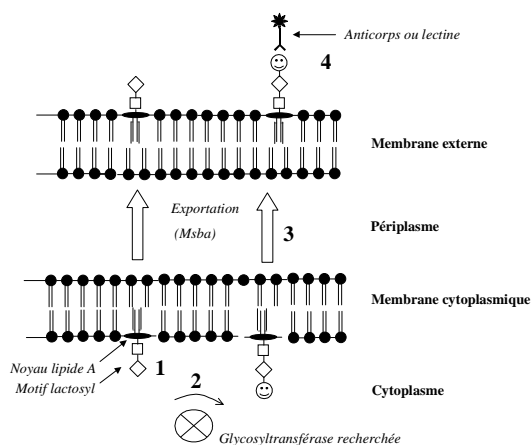 Anticorps ou lectine
4
Membrane externe
Exportation
(Msba)
3
Périplasme
Membrane cytoplasmique
Noyau lipide A
Motif lactosyl
1
2
Cytoplasme
Glycosyltransférase recherchée